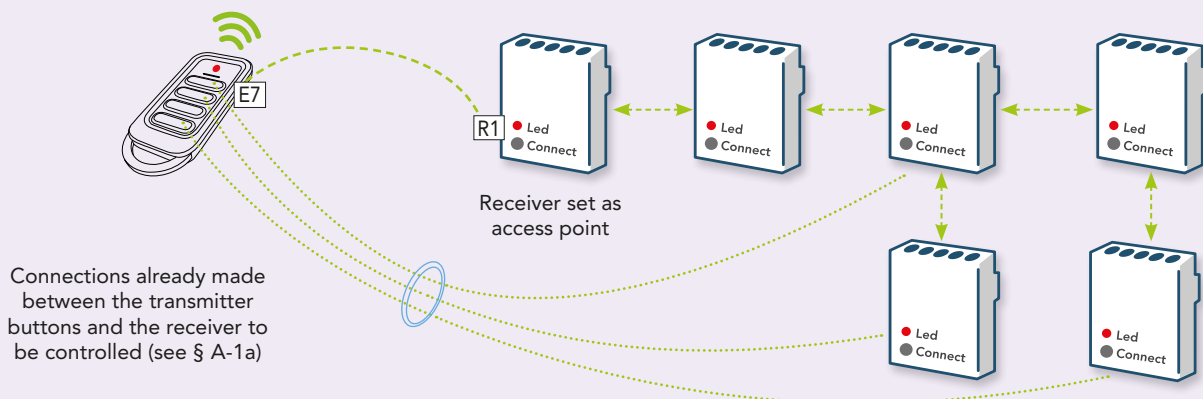 E7
R1
Led
Connect
Led
Connect
Led
Connect
Led
Connect
Receiver set as
access point
Connections already made
between the transmitter
buttons and the receiver to
be controlled (see § A-1a)
Led
Connect
Led
Connect